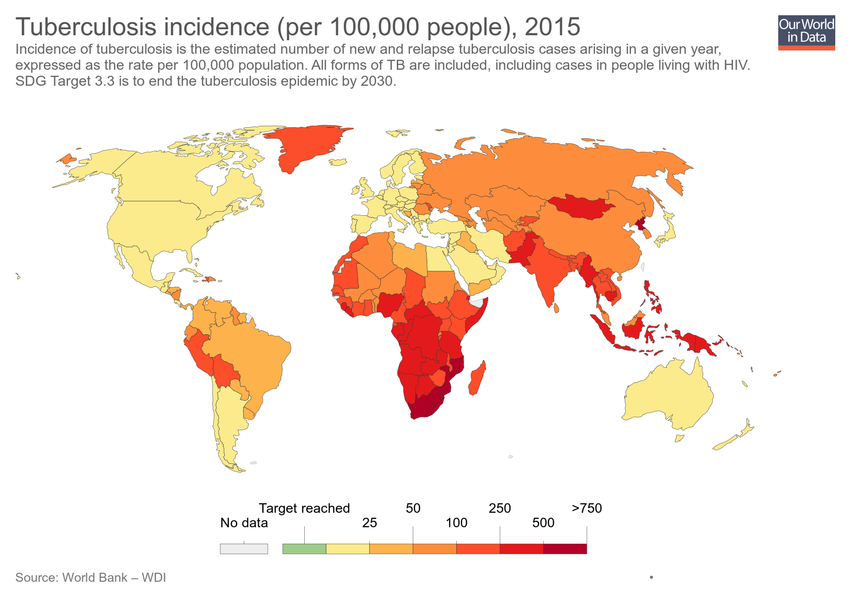 Tuberculosis incidence (per 100,000 people), 2015
Our World
in Data
Incidence of tuberculosis is the estimated number of new and relapse tuberculosis cases arising in a given year,
expressed as the rate per 100,000 population. All forms of TB are included, including cases in people living with HIV.
SDG Target 3.3 is to end the tuberculosis epidemic by 2030.
Target reached 50 250 >750
No data 25 100 500
Source: World Bank – WDI